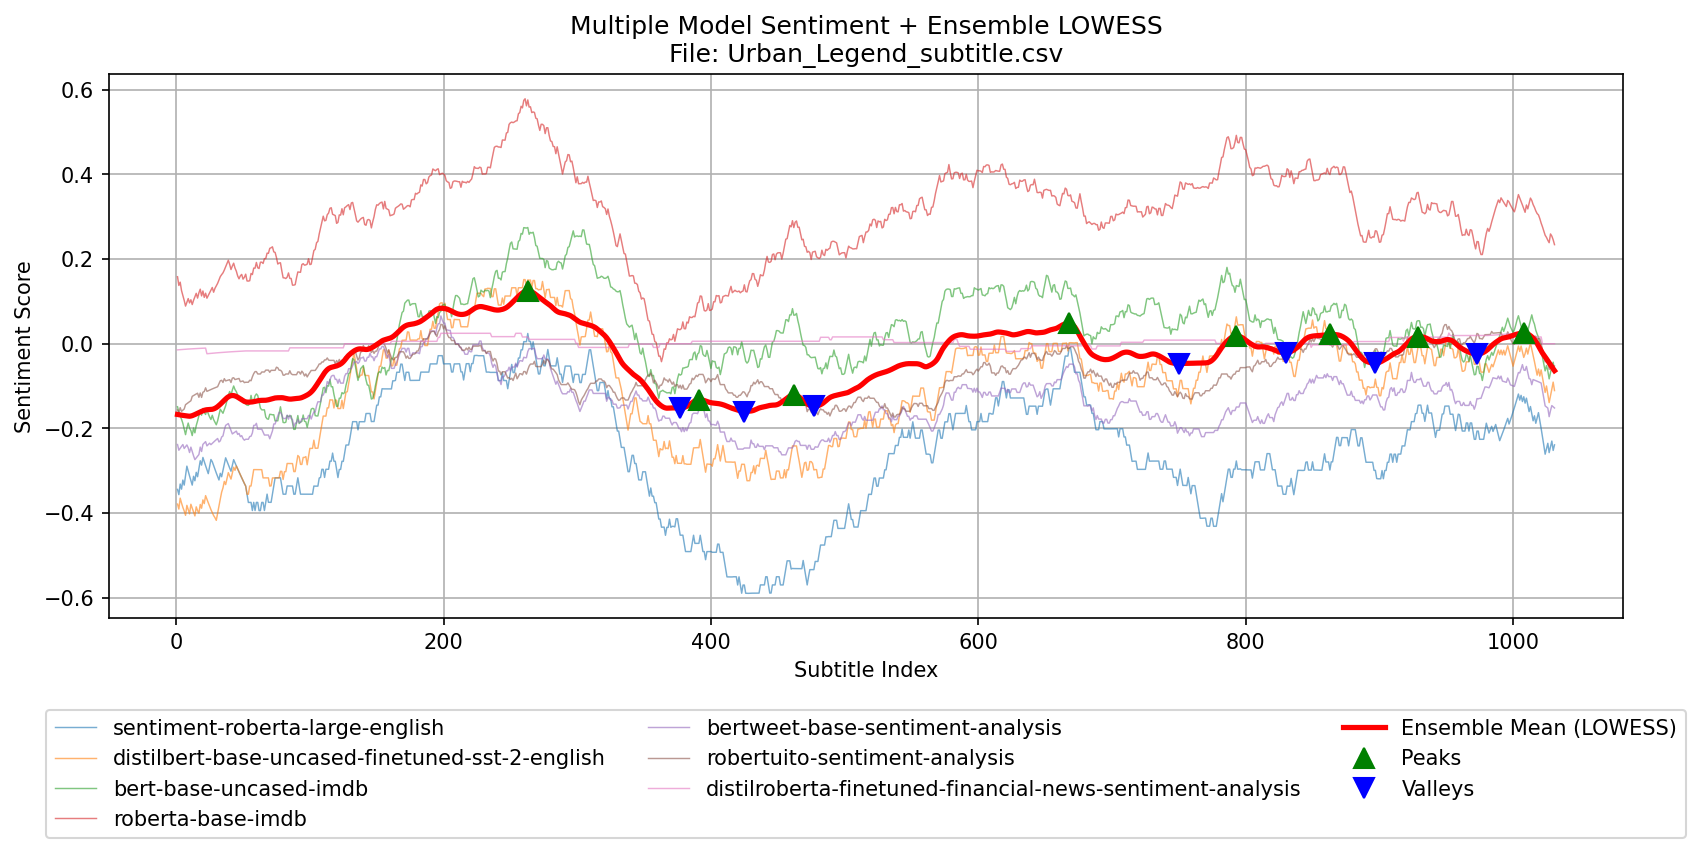 Multiple Model Sentiment + Ensemble LOWESS
File: Urban_Legend_subtitle.csv
Sentiment Score
0.6
0.4
0.2
0.0
−0.2
−0.4
−0.6
0
200
400
600
800
1000
Subtitle Index
sentiment-roberta-large-english
distilbert-base-uncased-finetuned-sst-2-english
bert-base-uncased-imdb
roberta-base-imdb
bertweet-base-sentiment-analysis
robertuito-sentiment-analysis
distilroberta-finetuned-financial-news-sentiment-analysis
Ensemble Mean (LOWESS)
Peaks
Valleys